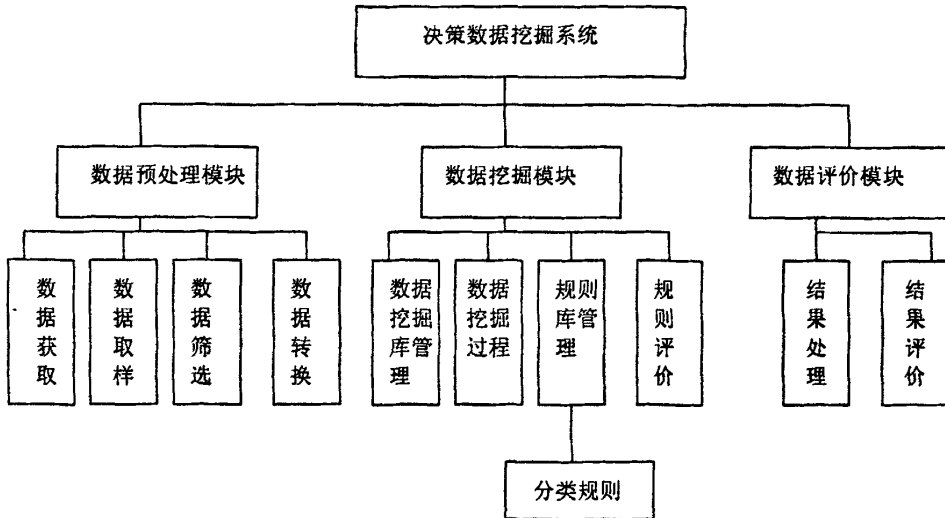 决策数据挖掘系统
数据预处理模块
数据挖掘模块
数据评价模块
数据获取
数据取样
数据筛选
数据转换
数据
挖掘
库管
理
数据
挖掘
过程
规则
库管
理
规则评价
结果处理
结果评价
分类规则